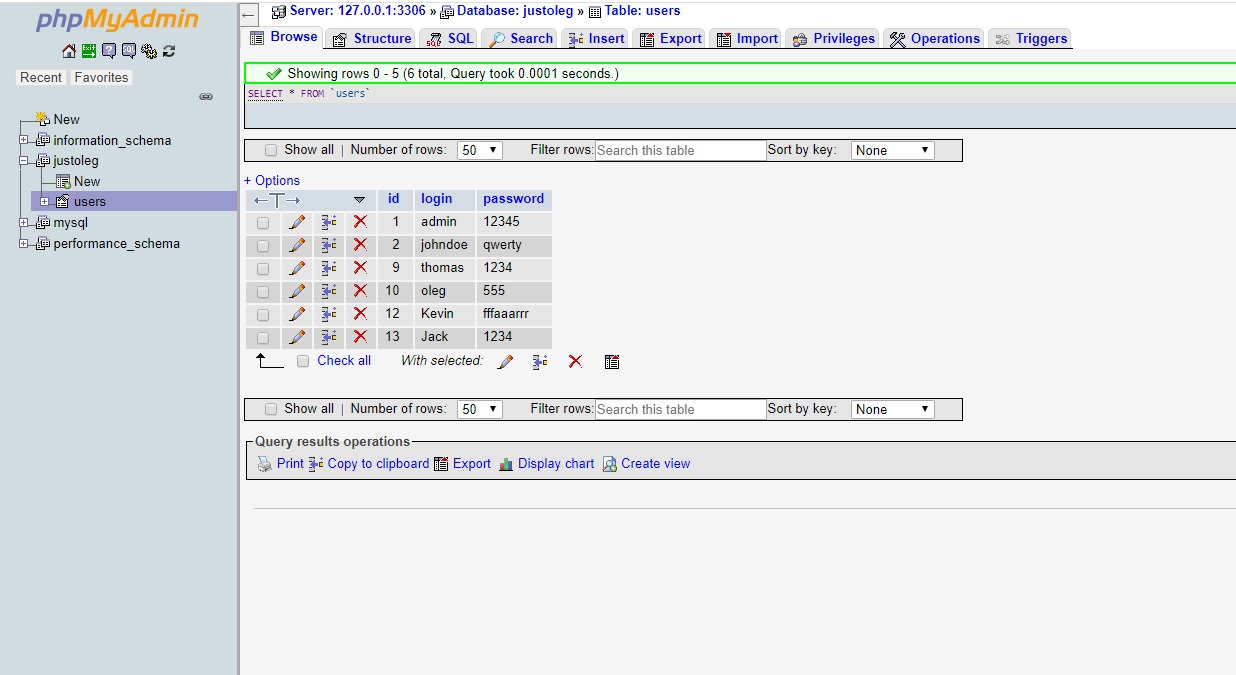 phpMyAdmin
Recent Favorites
New
information_schema
justoleg
New
users
mysql
performance_schema
Server: 127.0.0.1:3306 » Database: justoleg » Table: users
Browse Structure SQL Search Insert Export Import Privileges Operations Triggers
Showing rows 0 - 5 (6 total, Query took 0.0001 seconds.)
SELECT * FROM `users`
Show all | Number of rows: 50 Filter rows: Search this table Sort by key: None
+ Options
id login password
1 admin 12345
2 johndoe qwerty
9 thomas 1234
10 oleg 555
12 Kevin fffaaarrr
13 Jack 1234
Check all With selected:
Show all | Number of rows: 50 Filter rows: Search this table Sort by key: None
Query results operations
Print Copy to clipboard Export Display chart Create view